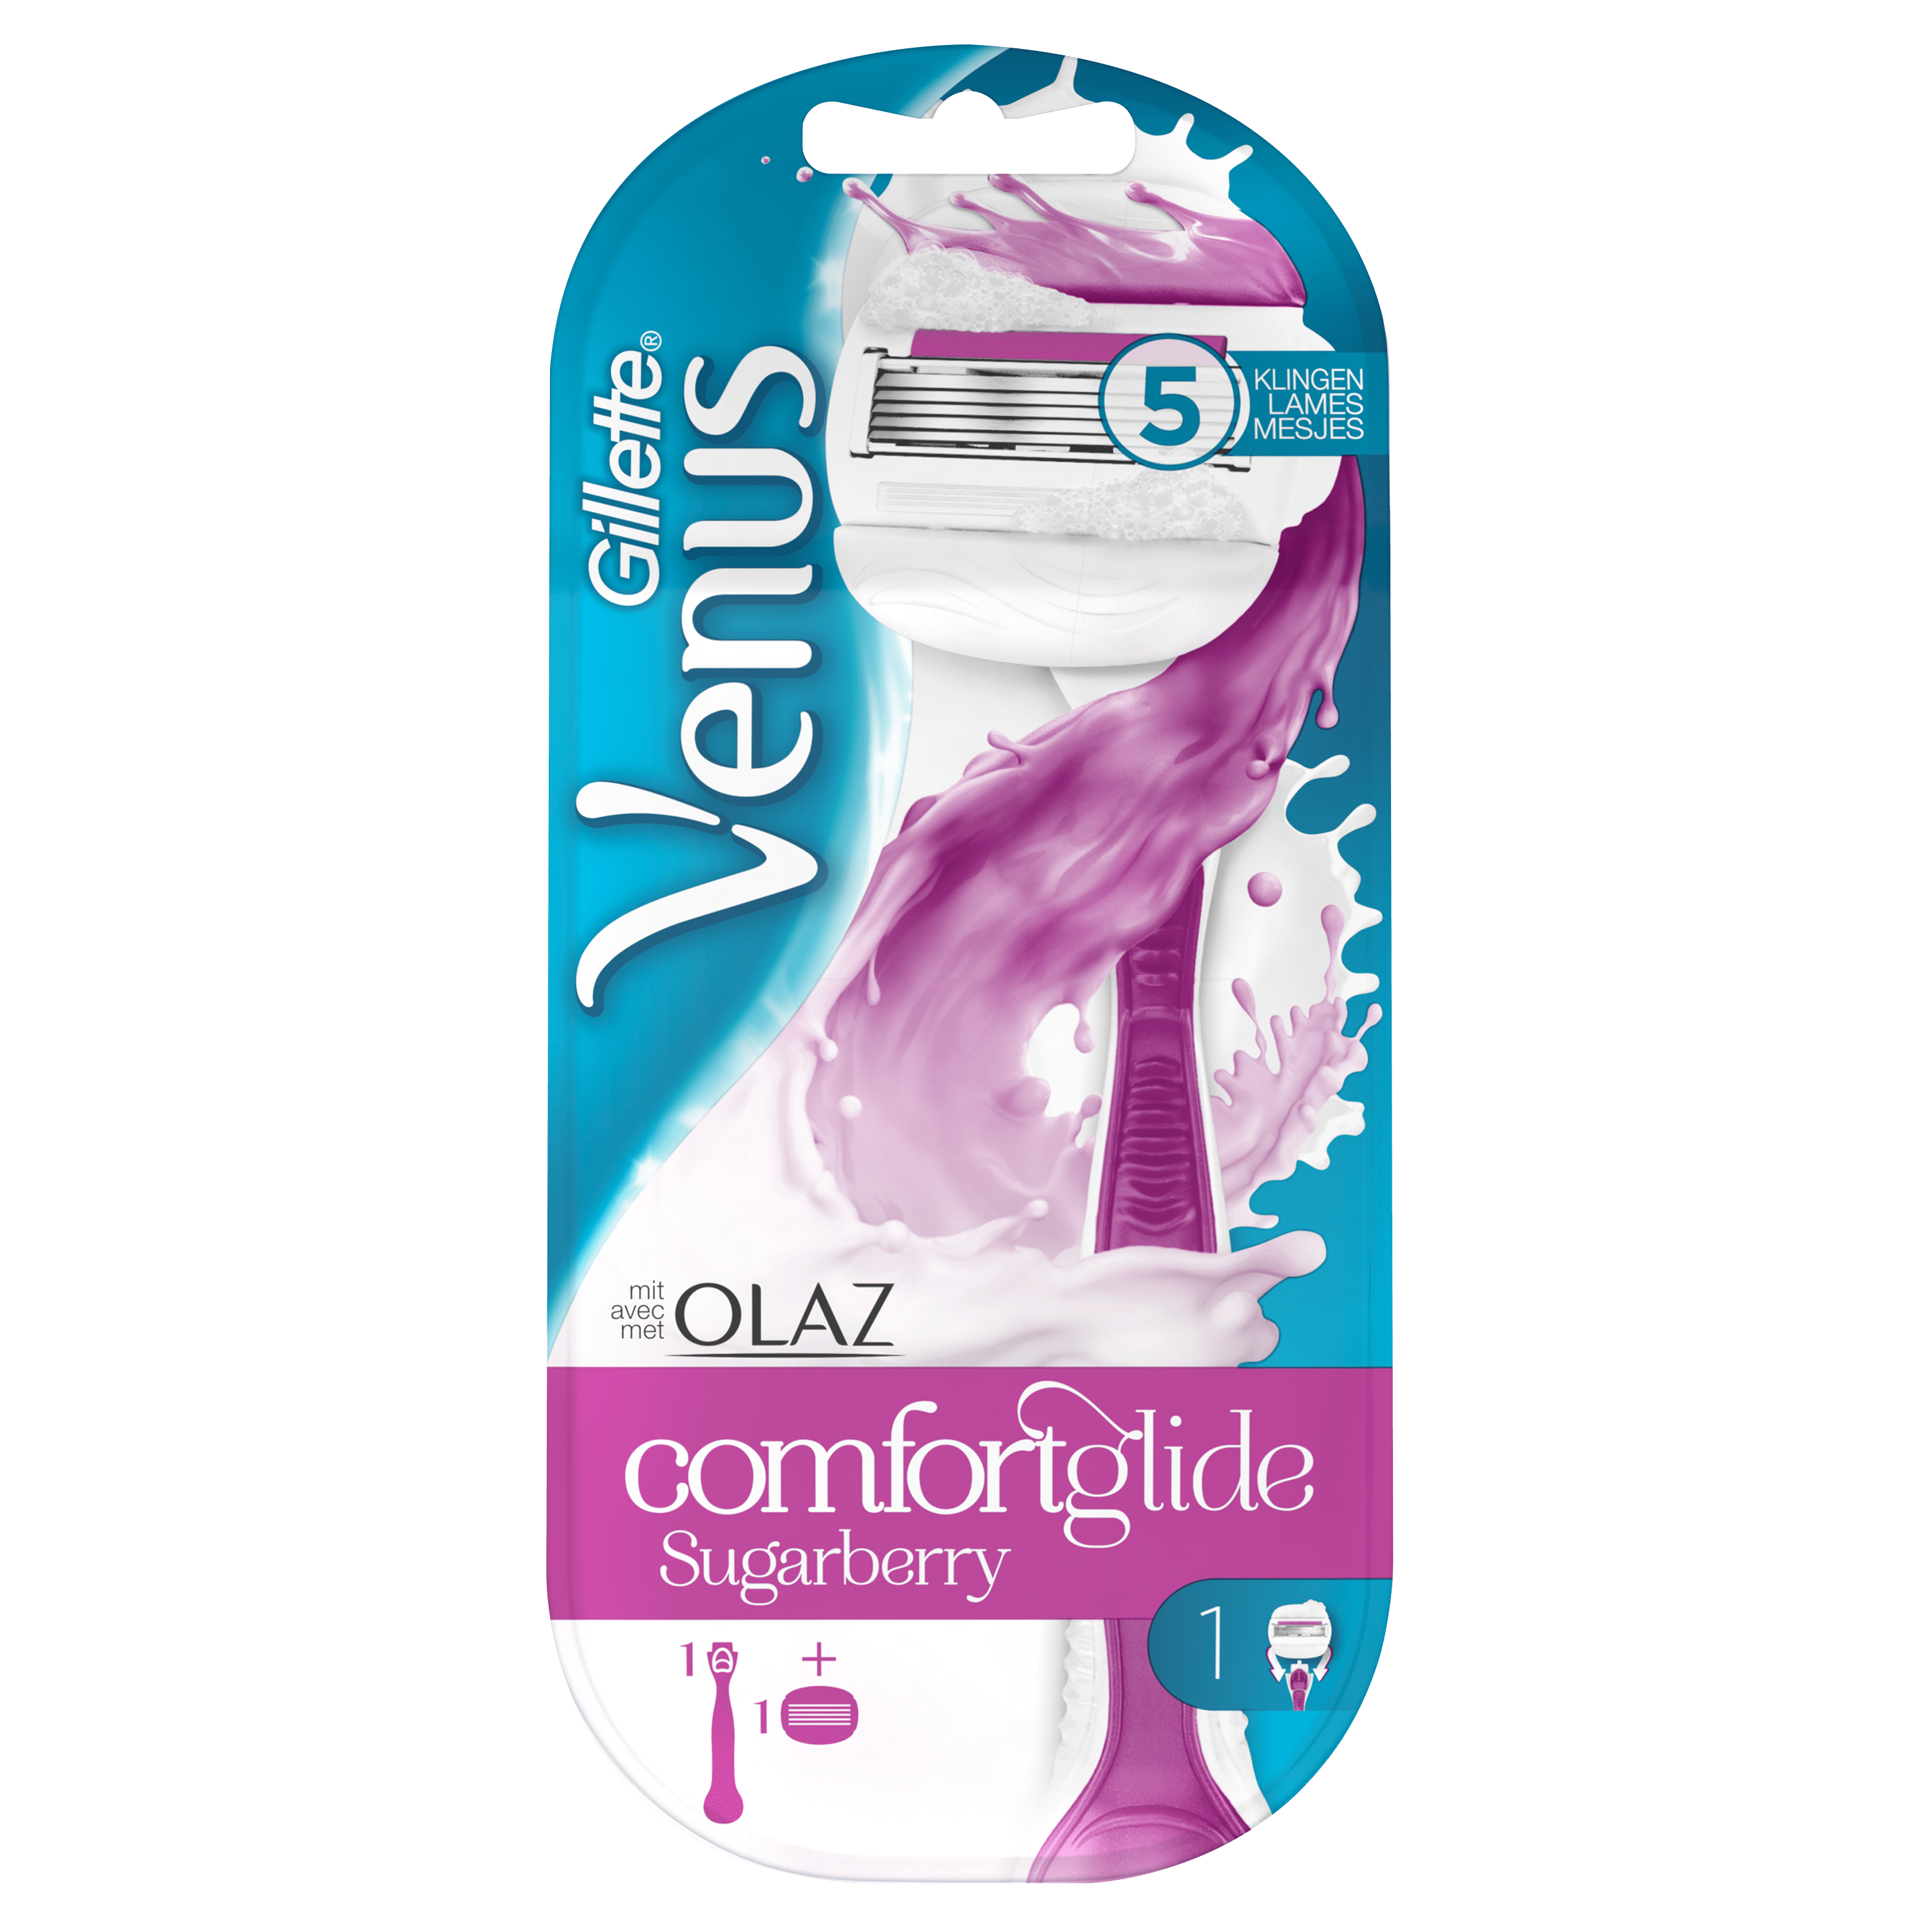 Gillette®
Venus
5
KLINGEN
LAMES
MESJES
mit
avec
met
OLAZ
comfortglide
Sugarberry
1
1
+
1